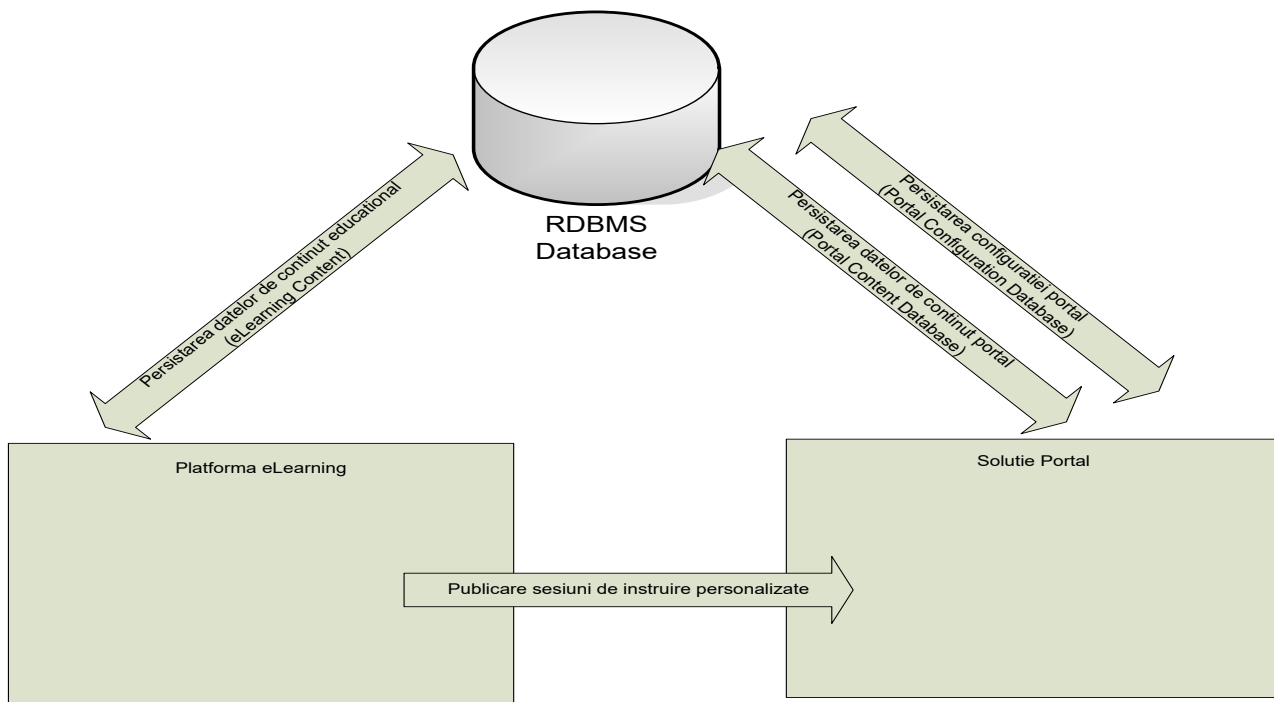 RDBMS
Database
Persistarea datelor de continut educational
(eLearning Content)
Persistarea datelor de continut portal
(Portal Content Database)
Persistarea configuratiei portal
(Portal Configuration Database)
Platforma eLearning
Solutie Portal
Publicare sesiuni de instruire personalizate